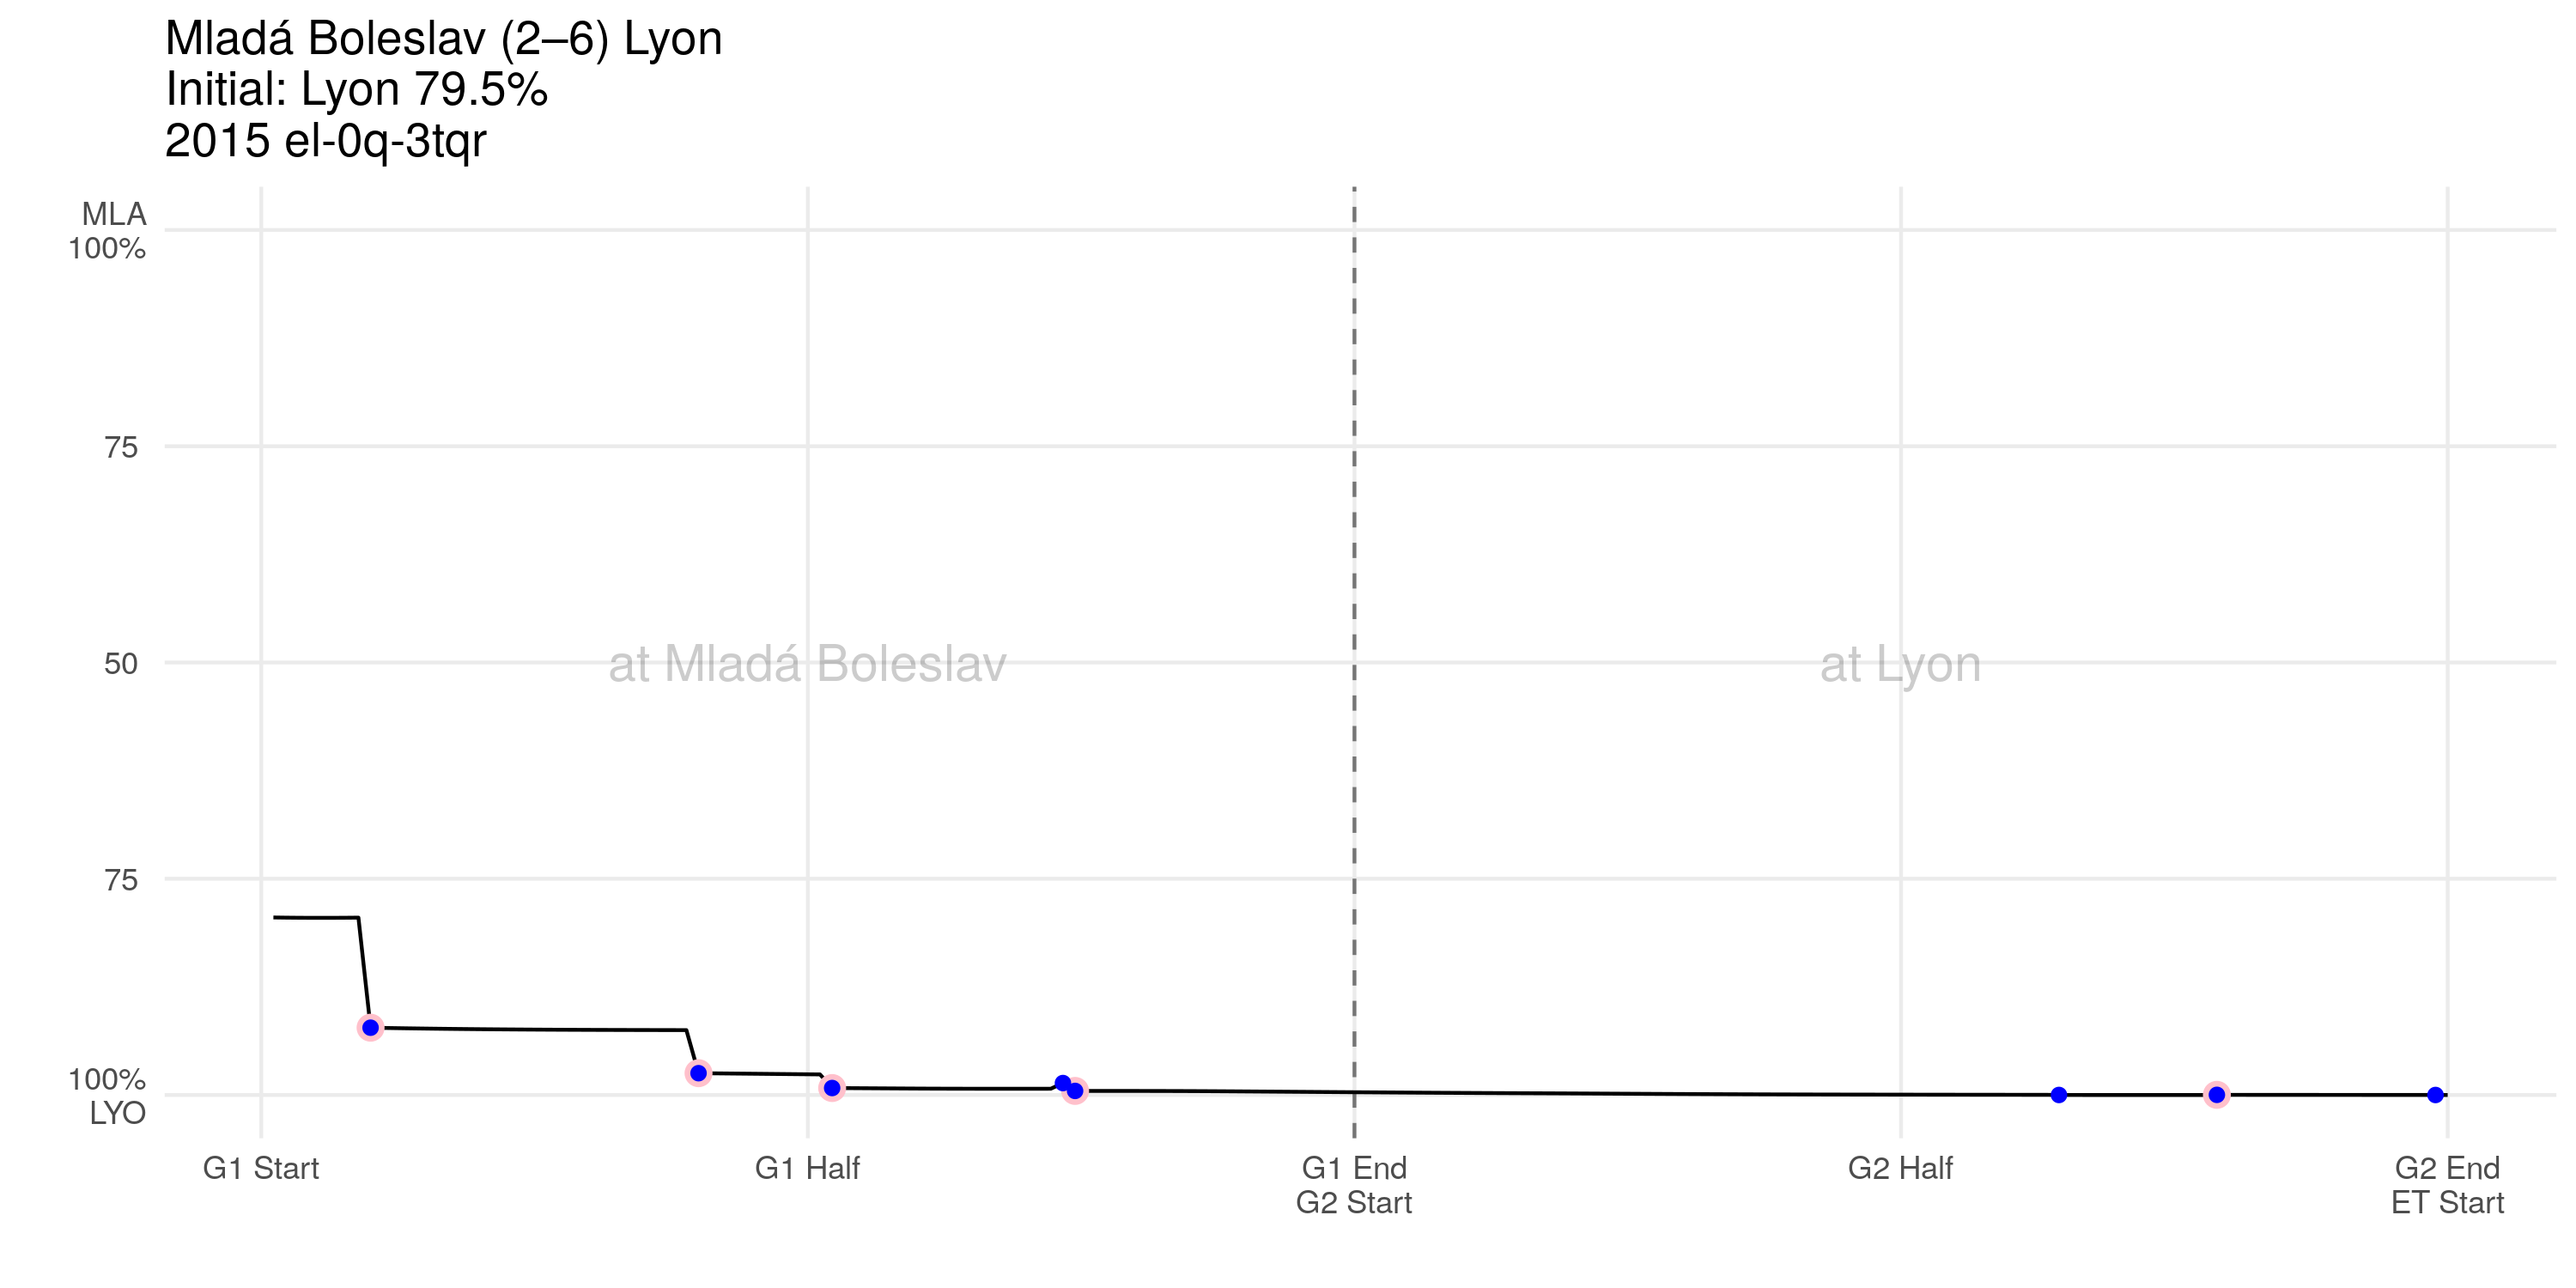 Mladá Boleslav (2–6) Lyon
Initial: Lyon 79.5%
2015 el-0q-3tqr
MLA
100%
75
50
75
100%
LYO
at Mladá Boleslav
at Lyon
G1 Start
G1 Half
G1 End
G2 Start
G2 Half
G2 End
ET Start